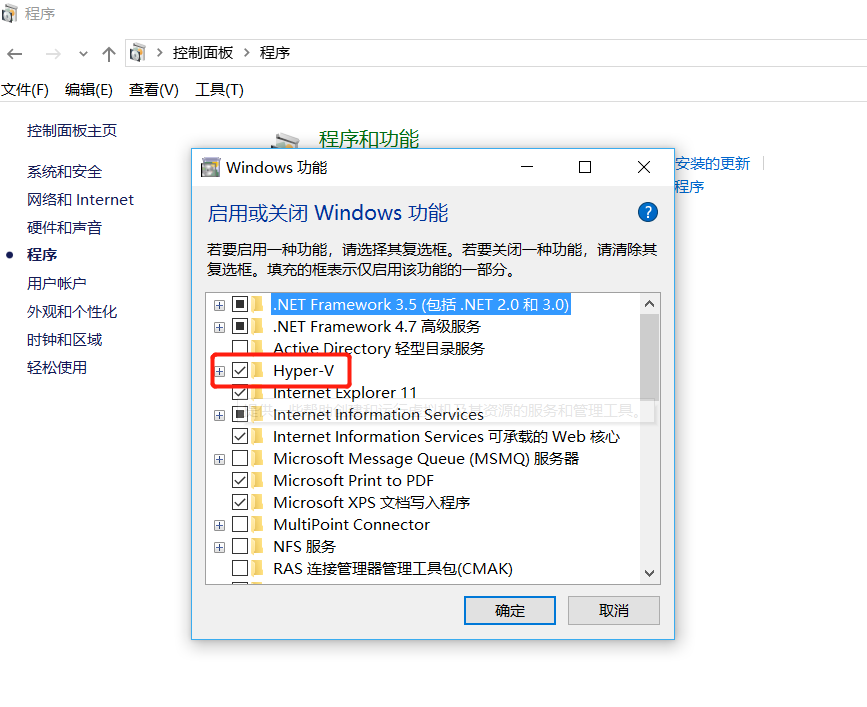 程序
控制面板 > 程序
文件(F) 编辑(E) 查看(V) 工具(T)
控制面板主页
系统和安全
网络和 Internet
硬件和声音
程序
用户帐户
外观和个性化
时钟和区域
轻松使用
程序和功能
安装的更新
程序
Windows 功能
启用或关闭 Windows 功能
若要启用一种功能，请选择其复选框。若要关闭一种功能，请清除其
复选框。填充的框表示仅启用该功能的一部分。
.NET Framework 3.5 (包括 .NET 2.0 和 3.0)
.NET Framework 4.7 高级服务
Active Directory 轻型目录服务
Hyper-V
Internet Explorer 11
Internet Information Services
的服务和管理工具。
Internet Information Services 可承载的 Web 核心
Microsoft Message Queue (MSMQ) 服务器
Microsoft Print to PDF
Microsoft XPS 文档写入程序
MultiPoint Connector
NFS 服务
RAS 连接管理器管理工具包(CMAK)
确定 取消